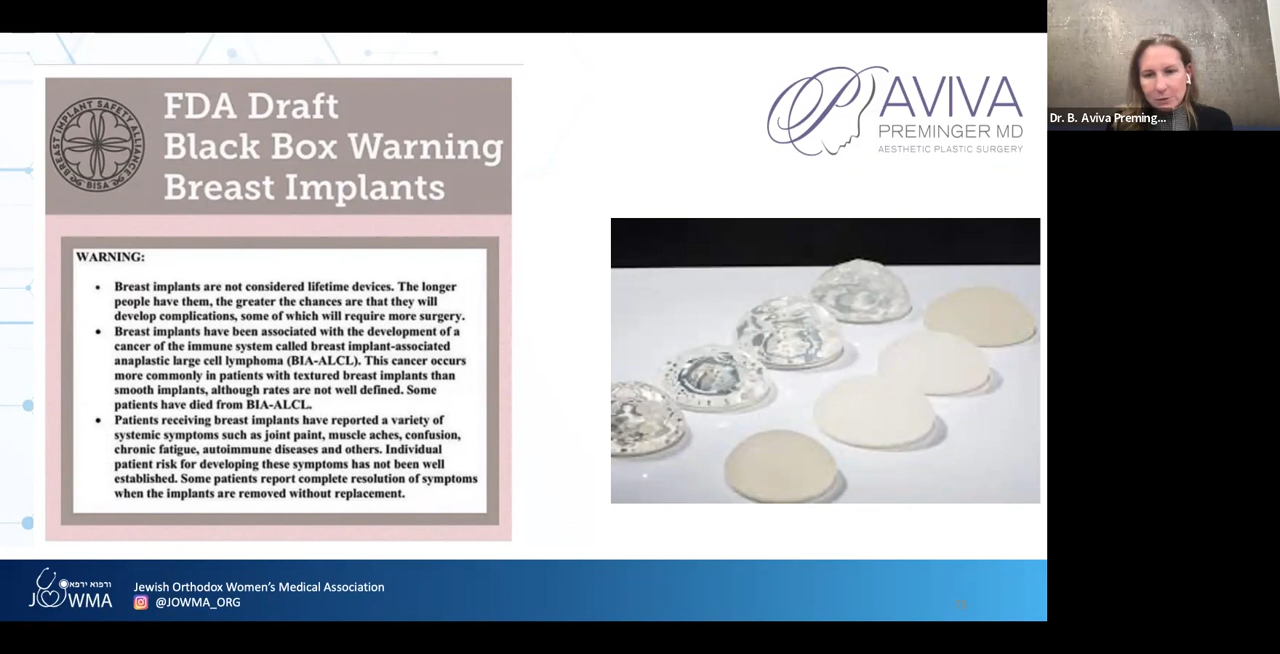 BREAST IMPLANT SAFETY ALLIANCE
BISA
FDA Draft
Black Box Warning
Breast Implants
WARNING:
• Breast implants are not considered lifetime devices. The longer
people have them, the greater the chances are that they will
develop complications, some of which will require more surgery.
• Breast implants have been associated with the development of a
cancer of the immune system called breast implant-associated
anaplastic large cell lymphoma (BIA-ALCL). This cancer occurs
more commonly in patients with textured breast implants than
smooth implants, although rates are not well defined. Some
patients have died from BIA-ALCL.
• Patients receiving breast implants have reported a variety of
systemic symptoms such as joint paint, muscle aches, confusion,
chronic fatigue, autoimmune diseases and others. Individual
patient risk for developing these symptoms has not been well
established. Some patients report complete resolution of symptoms
when the implants are removed without replacement.
P AVIVA
PREMINGER MD
AESTHETIC PLASTIC SURGERY
Dr. B. Aviva Preming...
ורפוא ירפא
JOWMA
Jewish Orthodox Women's Medical Association
@JOWMA_ORG